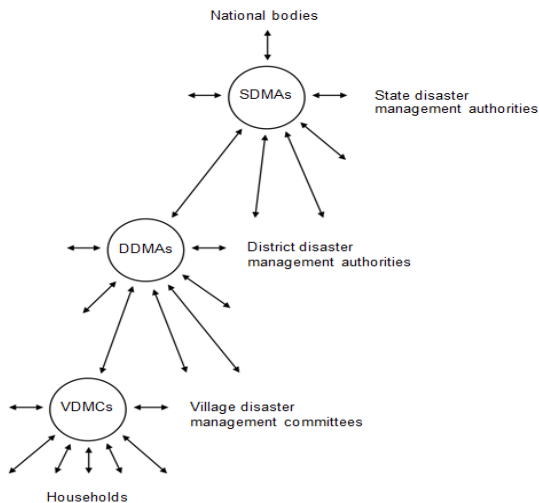 National bodies
SDMAs
State disaster
management authorities
DDMAs
District disaster
management authorities
VDMCs
Village disaster
management committees
Households